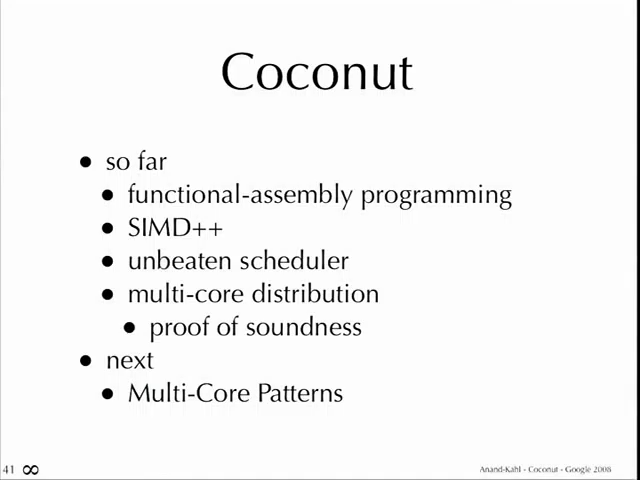 Coconut
• so far
• functional-assembly programming
• SIMD++
• unbeaten scheduler
• multi-core distribution
• proof of soundness
• next
• Multi-Core Patterns
41 ∞
Anand-Kahl - Coconut - Google 2008